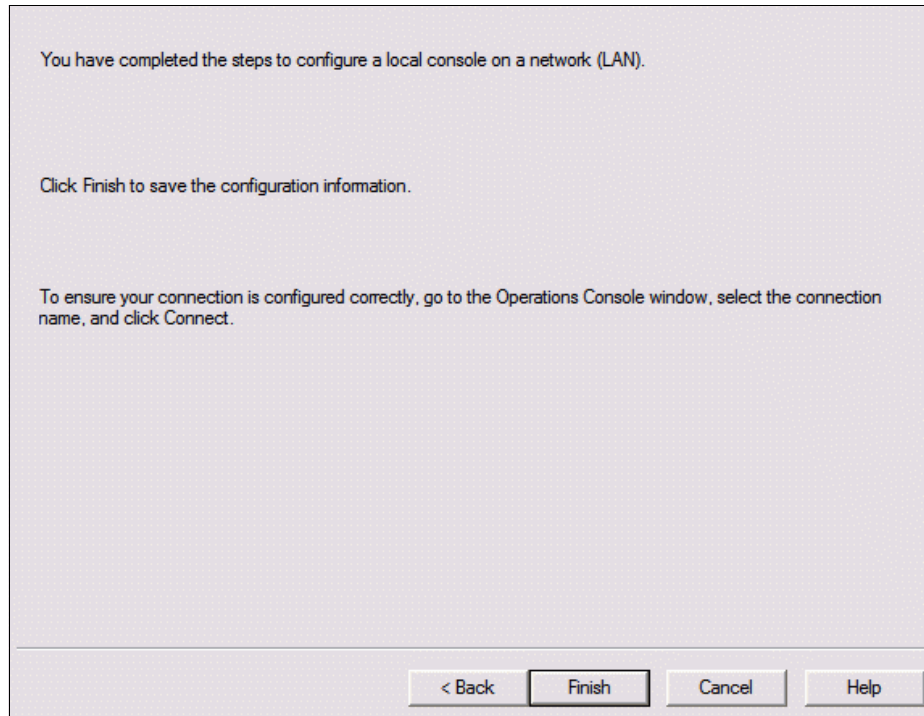 You have completed the steps to configure a local console on a network (LAN).
Click Finish to save the configuration information.
To ensure your connection is configured correctly, go to the Operations Console window, select the connection
name, and click Connect.
< Back Finish Cancel Help